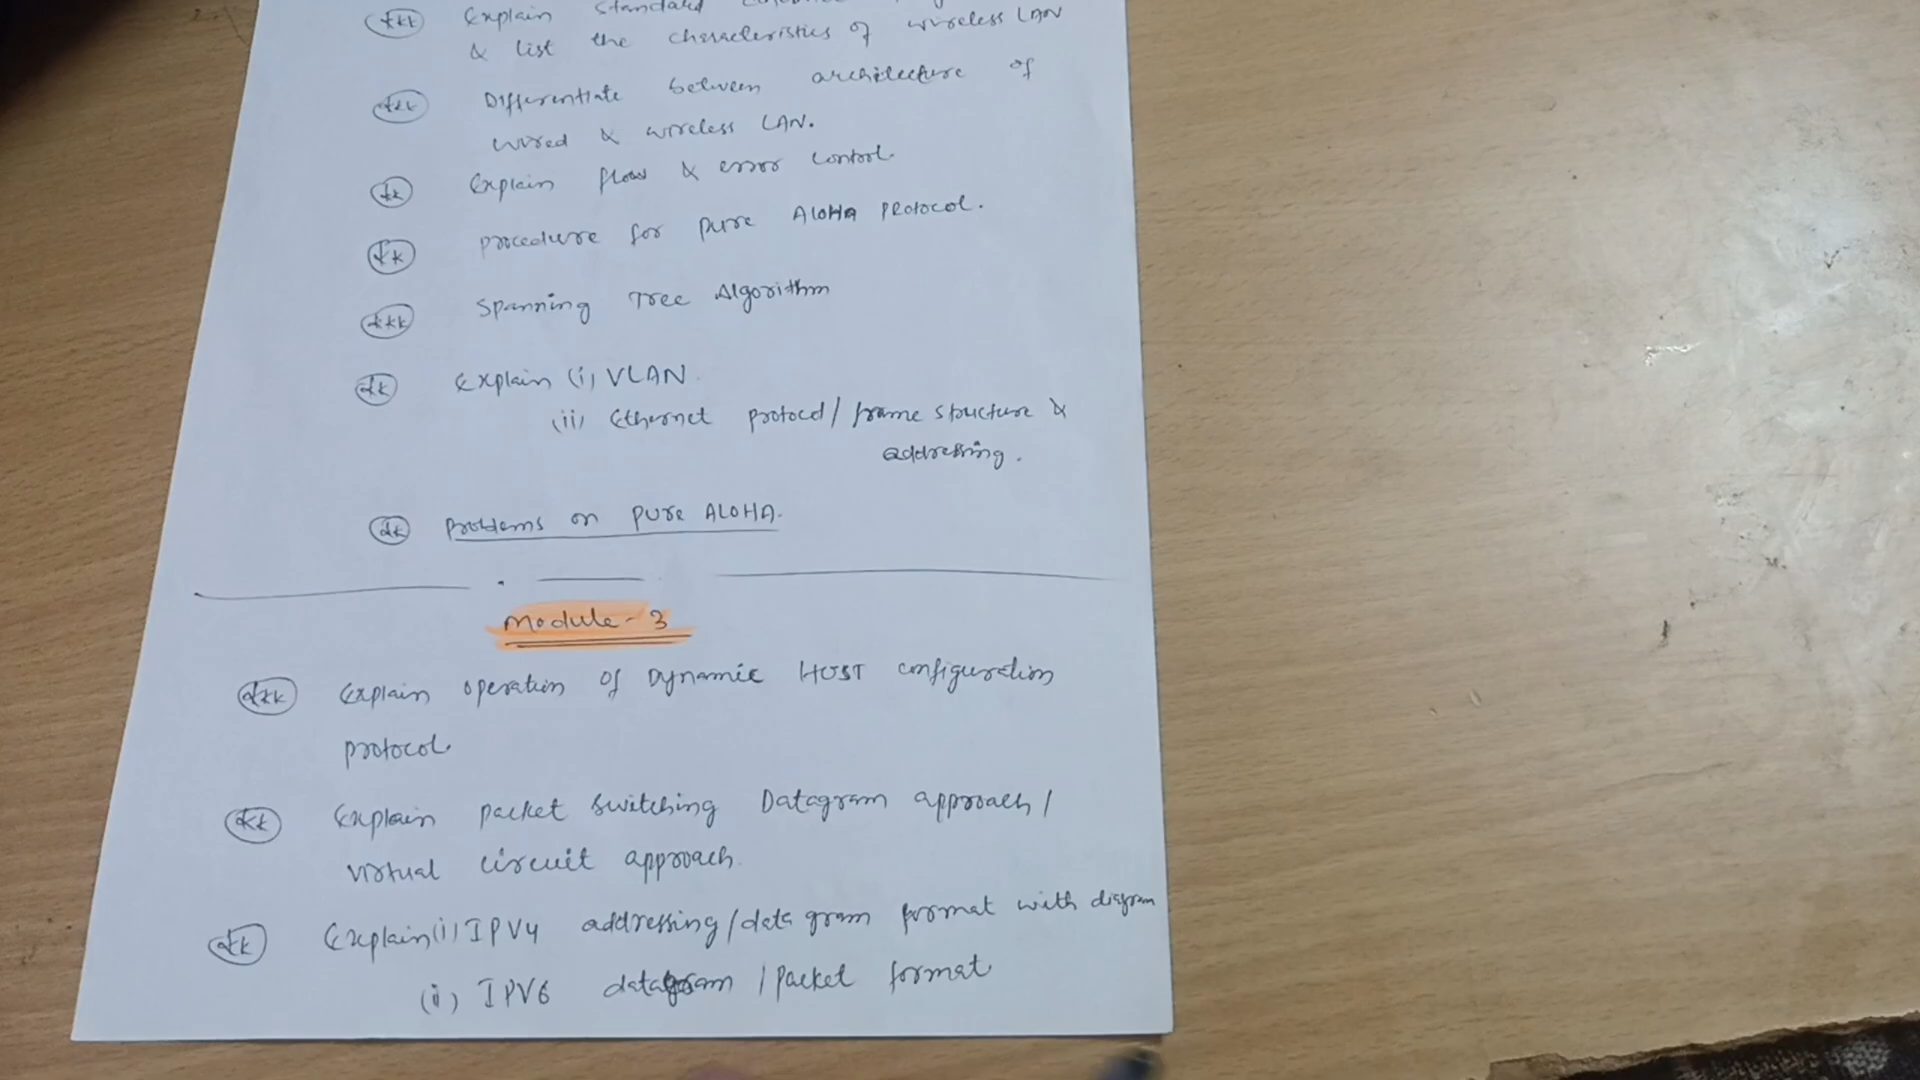 *** Explain Standard
& list the characteristics of wireless LAN
*** Differentiate between architecture of
wired & wireless LAN.
** Explain flow & error control.
** procedure for pure ALOHA PROTOCOL.
*** Spanning Tree Algorithm
** Explain (i) VLAN
(ii) Ethernet protocol / frame structure &
addressing.
** problems on PURE ALOHA.
Module - 3
*** Explain operation of Dynamic HOST configuration
protocol.
** Explain packet switching Datagram approach /
virtual circuit approach.
** Explain (i) IPV4 addressing / data gram format with diagram
(ii) IPV6 datagram / packet format